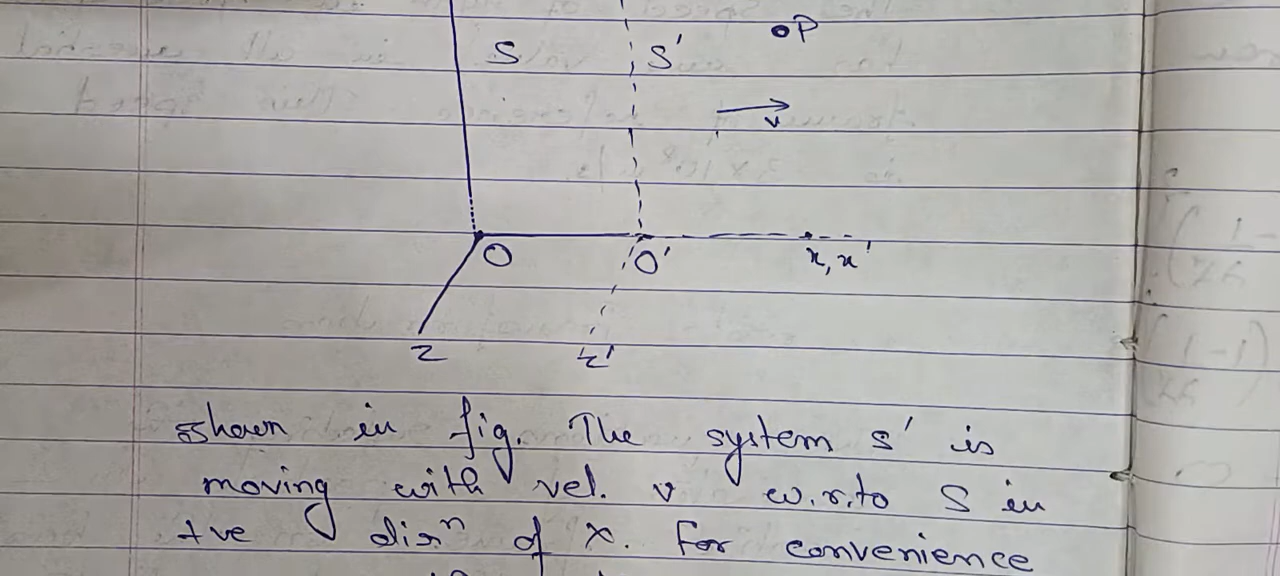 S S' P
v
O O' x, x'
z z'
shown in fig. The system s' is
moving with vel. v w.r.to S in
+ve dirⁿ of x. For convenience